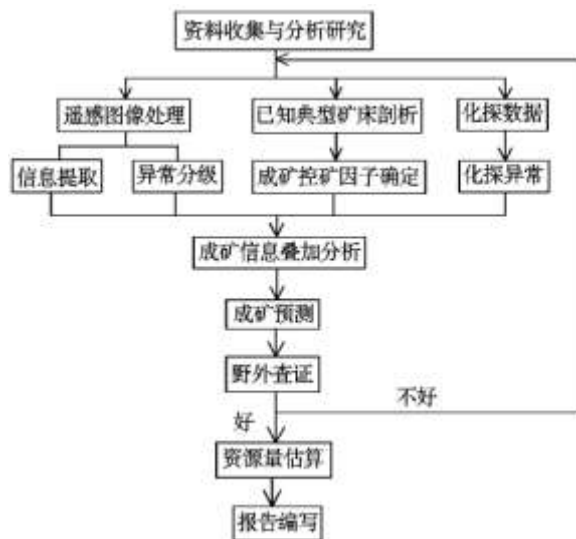 资料收集与分析研究
遥感图像处理
已知典型矿床剖析
化探数据
信息提取
异常分级
成矿控矿因子确定
化探异常
成矿信息叠加分析
成矿预测
野外查证
不好
好
资源量估算
报告编写